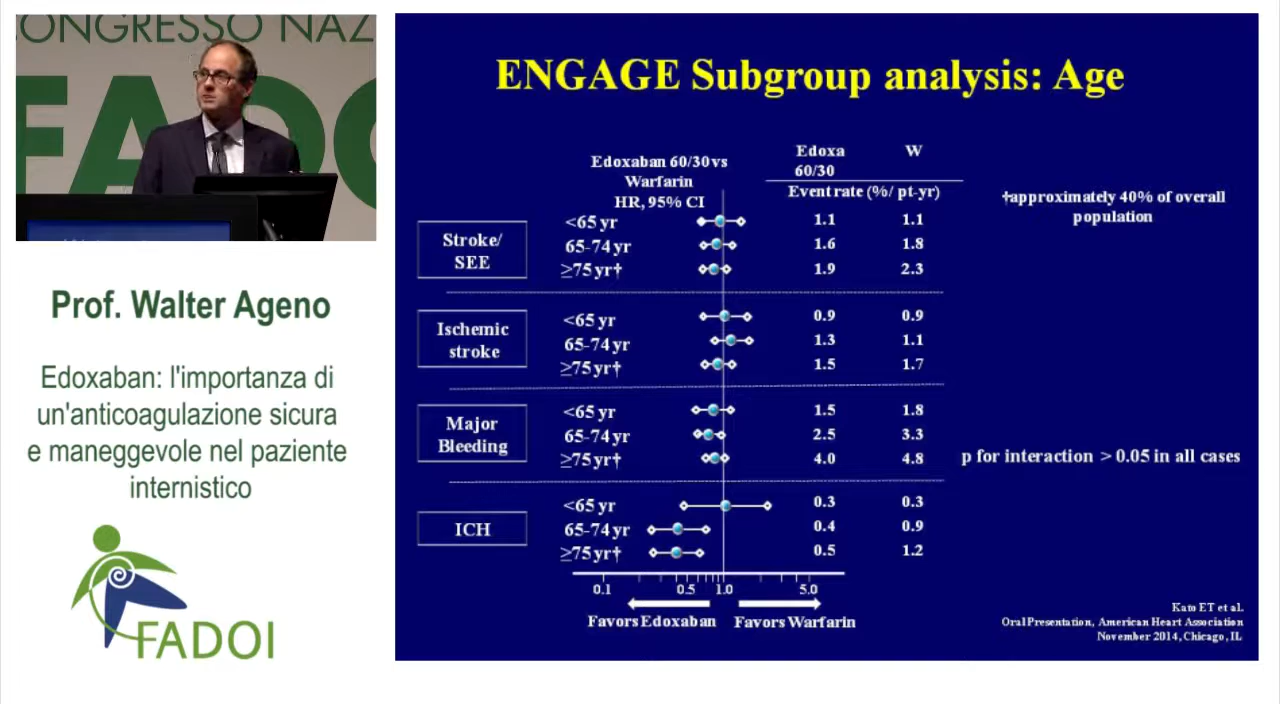 ONGRESSO NAZ
FADO
Prof. Walter Ageno
Edoxaban: l'importanza di
un'anticoagulazione sicura
e maneggevole nel paziente
internistico
FADOI
ENGAGE Subgroup analysis: Age
Edoxaban 60/30 vs
Warfarin
HR, 95% CI
Edoxa
60/30
W
Event rate (%/ pt-yr)
†approximately 40% of overall
population
Stroke/
SEE
<65 yr 1.1 1.1
65-74 yr 1.6 1.8
≥75 yr† 1.9 2.3
Ischemic
stroke
<65 yr 0.9 0.9
65-74 yr 1.3 1.1
≥75 yr† 1.5 1.7
Major
Bleeding
<65 yr 1.5 1.8
65-74 yr 2.5 3.3
≥75 yr† 4.0 4.8
p for interaction > 0.05 in all cases
ICH
<65 yr 0.3 0.3
65-74 yr 0.4 0.9
≥75 yr† 0.5 1.2
0.1 0.5 1.0 5.0
Favors Edoxaban Favors Warfarin
Kato ET et al.
Oral Presentation, American Heart Association
November 2014, Chicago, IL